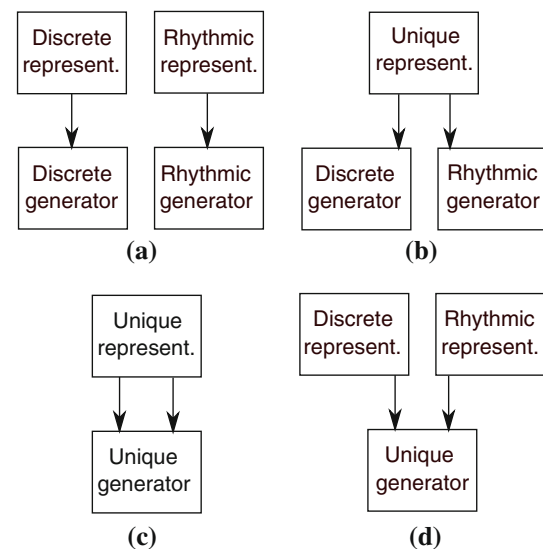 Discrete
represent.
Rhythmic
represent.
Discrete
generator
Rhythmic
generator
(a)
Unique
represent.
Discrete
generator
Rhythmic
generator
(b)
Unique
represent.
Unique
generator
(c)
Discrete
represent.
Rhythmic
represent.
Unique
generator
(d)